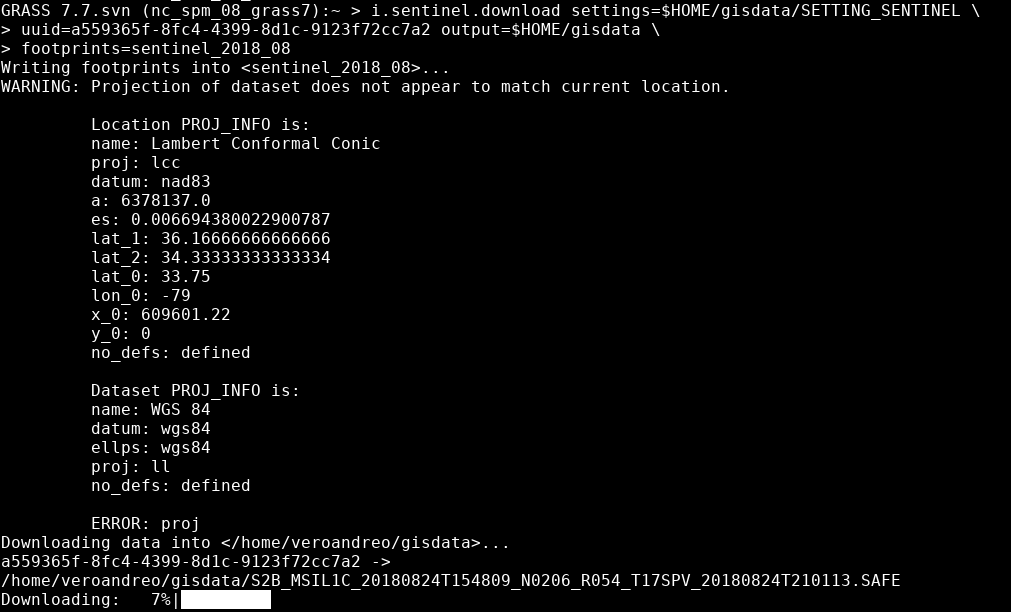 GRASS 7.7.svn (nc_spm_08_grass7):~ > i.sentinel.download settings=$HOME/gisdata/SETTING_SENTINEL \
> uuid=a559365f-8fc4-4399-8d1c-9123f72cc7a2 output=$HOME/gisdata \
> footprints=sentinel_2018_08
Writing footprints into <sentinel_2018_08>...
WARNING: Projection of dataset does not appear to match current location.
Location PROJ_INFO is:
name: Lambert Conformal Conic
proj: lcc
datum: nad83
a: 6378137.0
es: 0.006694380022900787
lat_1: 36.16666666666666
lat_2: 34.33333333333334
lat_0: 33.75
lon_0: -79
x_0: 609601.22
y_0: 0
no_defs: defined
Dataset PROJ_INFO is:
name: WGS 84
datum: wgs84
ellps: wgs84
proj: ll
no_defs: defined
ERROR: proj
Downloading data into </home/veroandreo/gisdata>...
a559365f-8fc4-4399-8d1c-9123f72cc7a2 ->
/home/veroandreo/gisdata/S2B_MSIL1C_20180824T154809_N0206_R054_T17SPV_20180824T210113.SAFE
Downloading:   7%|